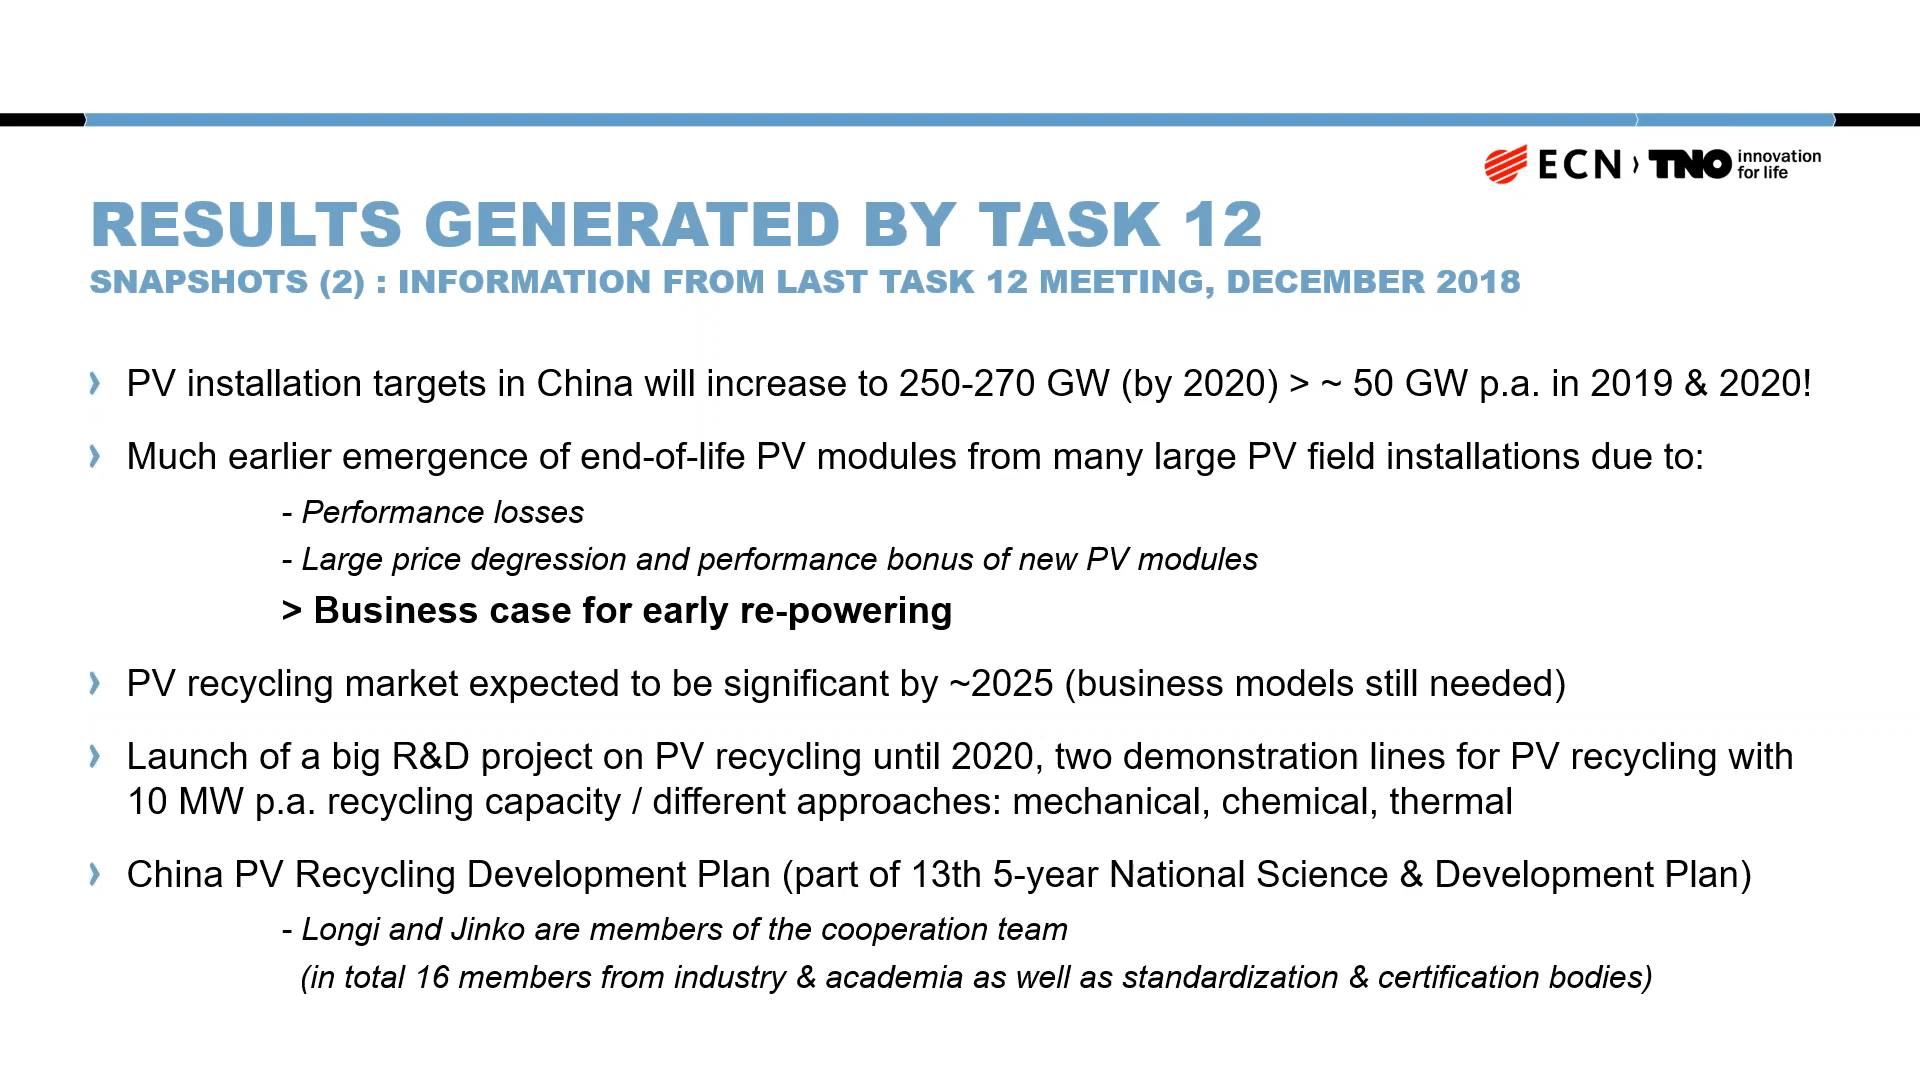 ECN › TNO innovation
for life
RESULTS GENERATED BY TASK 12
SNAPSHOTS (2) : INFORMATION FROM LAST TASK 12 MEETING, DECEMBER 2018
› PV installation targets in China will increase to 250-270 GW (by 2020) > ~ 50 GW p.a. in 2019 & 2020!
› Much earlier emergence of end-of-life PV modules from many large PV field installations due to:
- Performance losses
- Large price degression and performance bonus of new PV modules
> Business case for early re-powering
› PV recycling market expected to be significant by ~2025 (business models still needed)
› Launch of a big R&D project on PV recycling until 2020, two demonstration lines for PV recycling with
10 MW p.a. recycling capacity / different approaches: mechanical, chemical, thermal
› China PV Recycling Development Plan (part of 13th 5-year National Science & Development Plan)
- Longi and Jinko are members of the cooperation team
(in total 16 members from industry & academia as well as standardization & certification bodies)